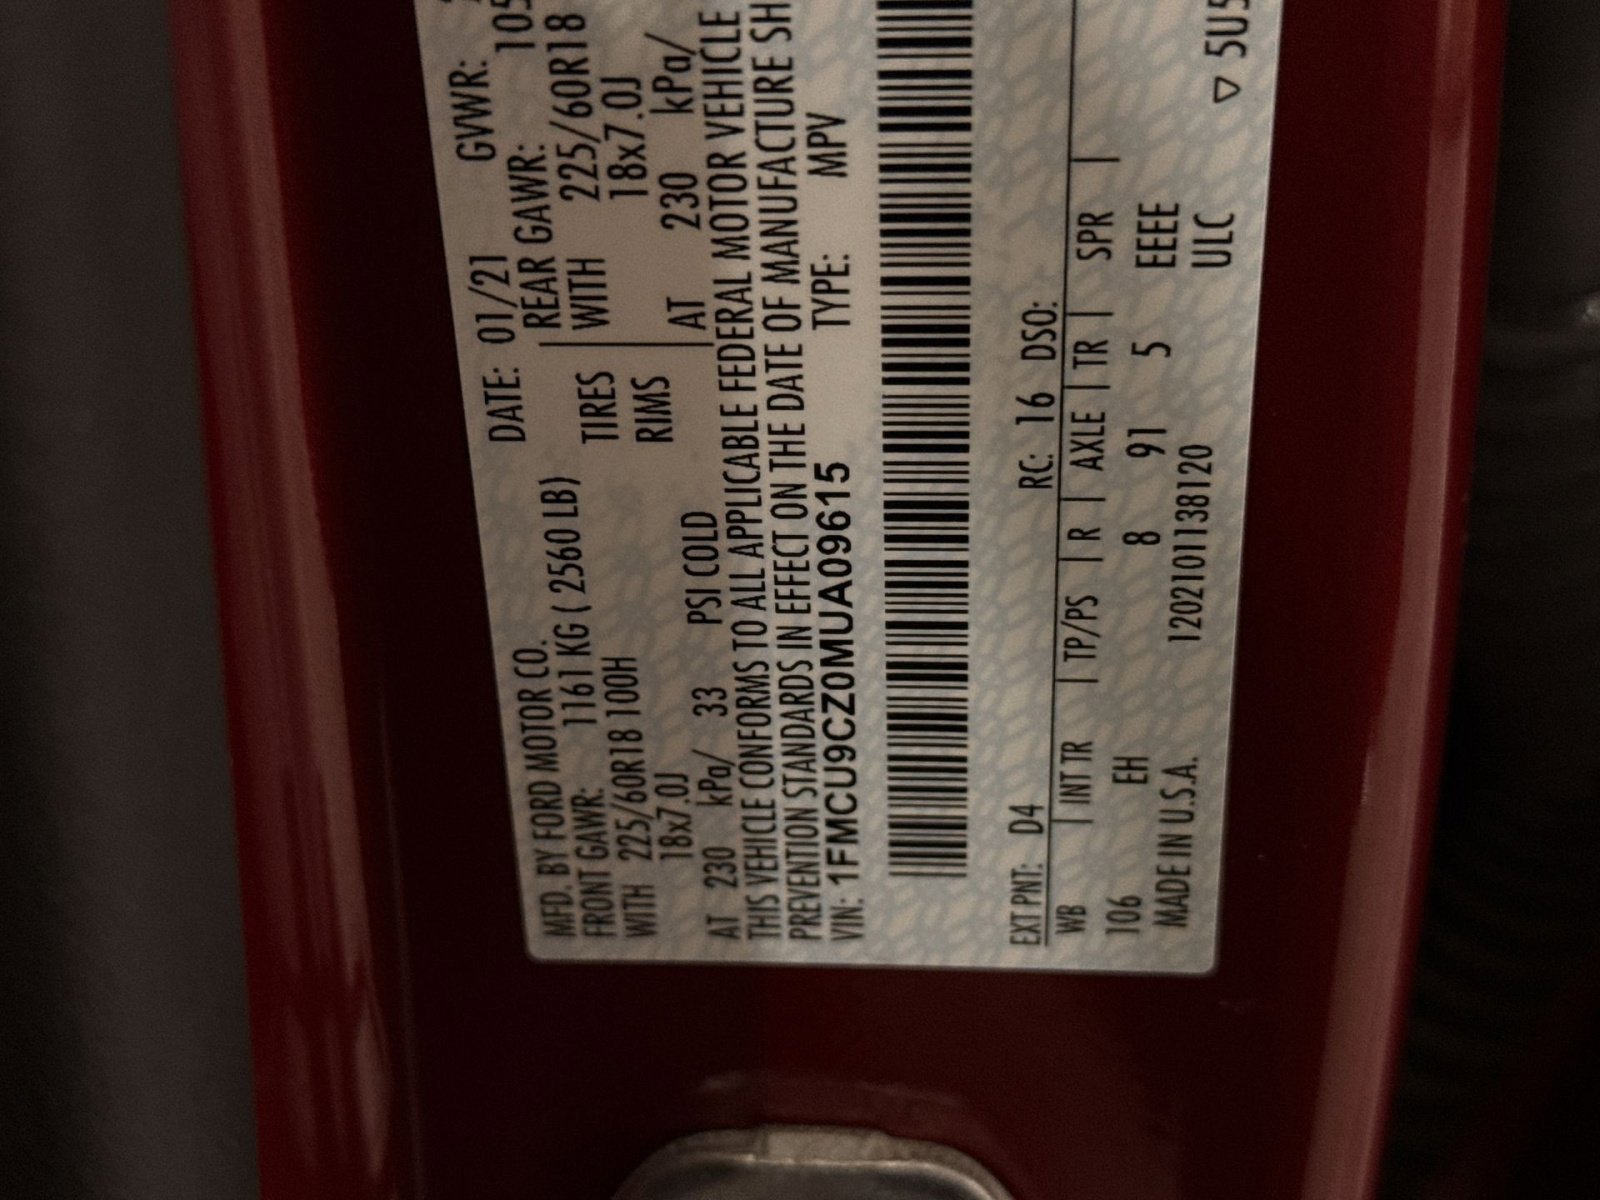 MFD. BY FORD MOTOR CO. DATE: 01/21 GVWR:
FRONT GAWR: 1161 KG ( 2560 LB) REAR GAWR: 105
WITH 225/60R18 100H TIRES WITH 225/60R18
18x7.0J RIMS 18x7.0J
AT 230 kPa/ 33 PSI COLD AT 230 kPa/
THIS VEHICLE CONFORMS TO ALL APPLICABLE FEDERAL MOTOR VEHICLE
PREVENTION STANDARDS IN EFFECT ON THE DATE OF MANUFACTURE SH
VIN: 1FMCU9CZ0MUA09615 TYPE: MPV
EXT PNT: D4 RC: 16 DSO:
WB | INT TR | TP/PS | R | AXLE | TR | SPR |
106 EH 8 91 5 EEEE
MADE IN U.S.A. 120210113812​0 ULC ▽ 5U5